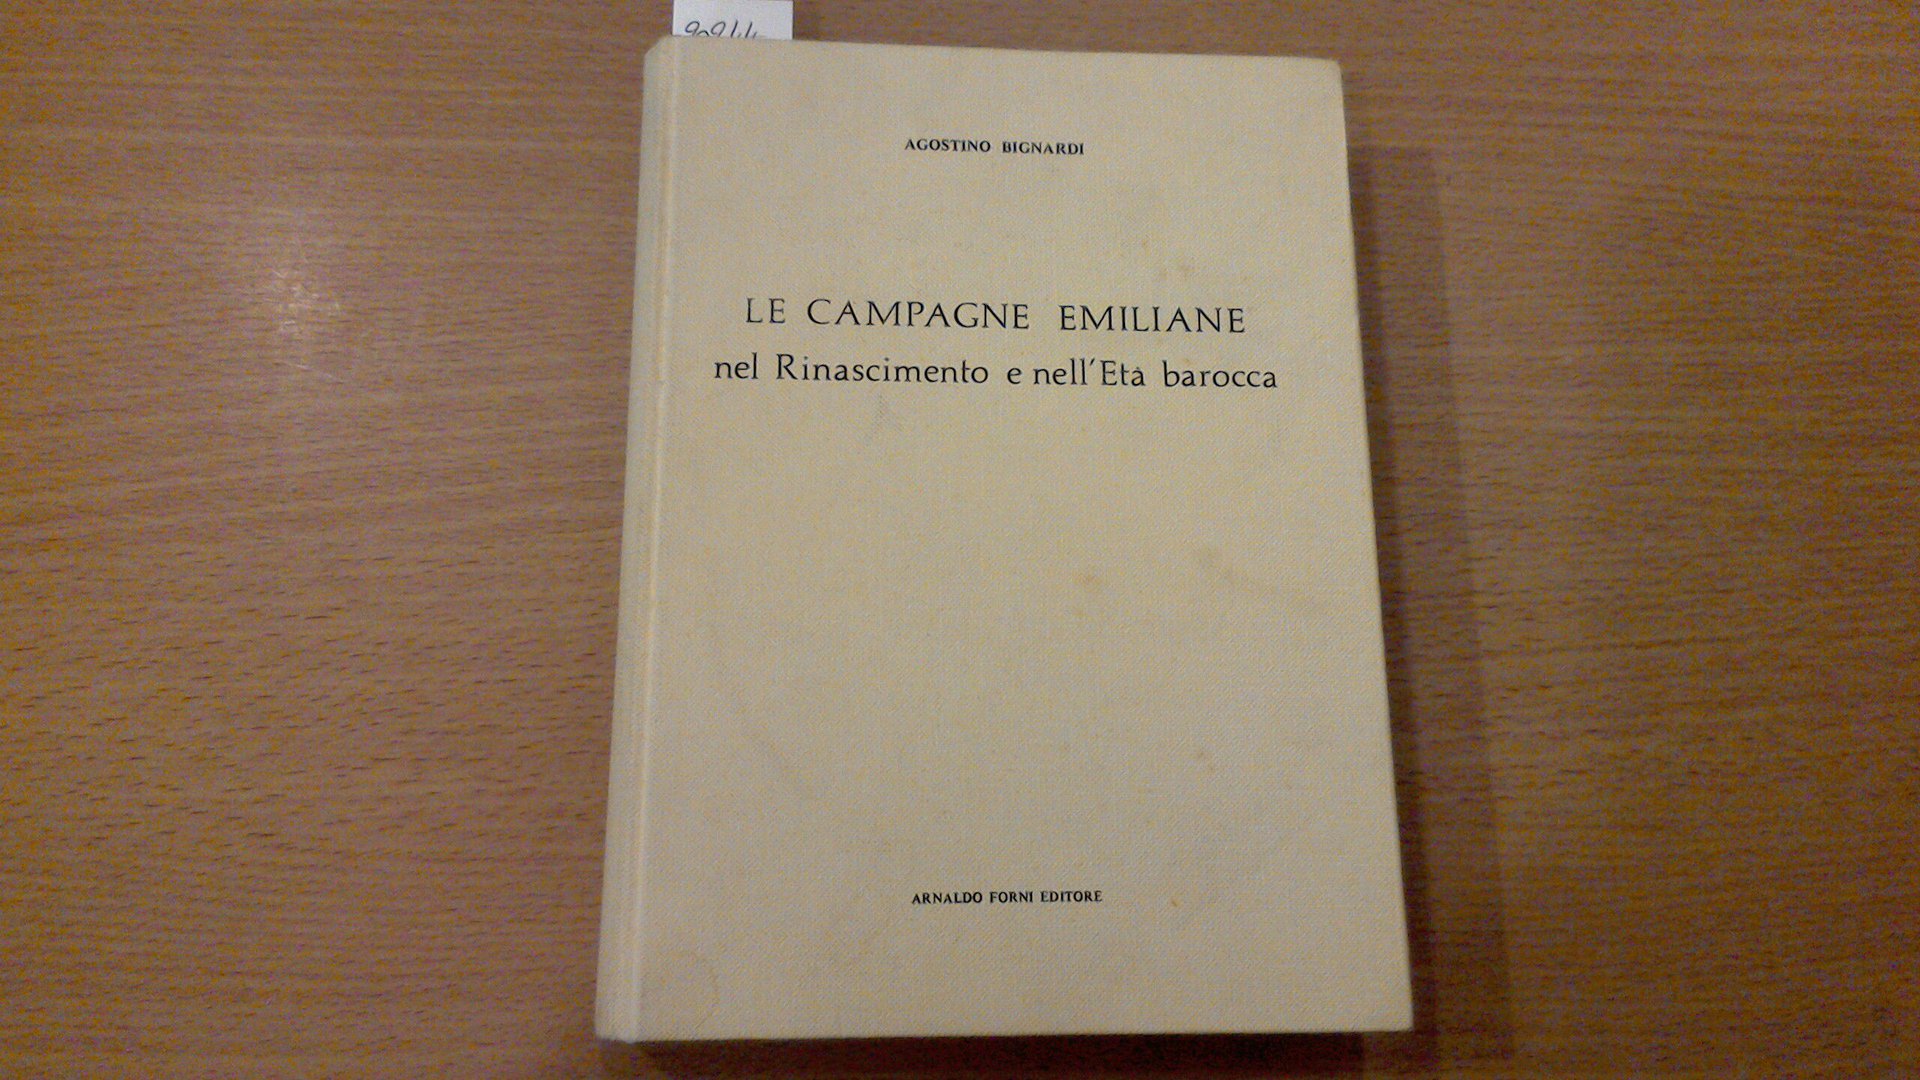 AGOSTINO BIGNARDI
LE CAMPAGNE EMILIANE
nel Rinascimento e nell'Età barocca
ARNALDO FORNI EDITORE